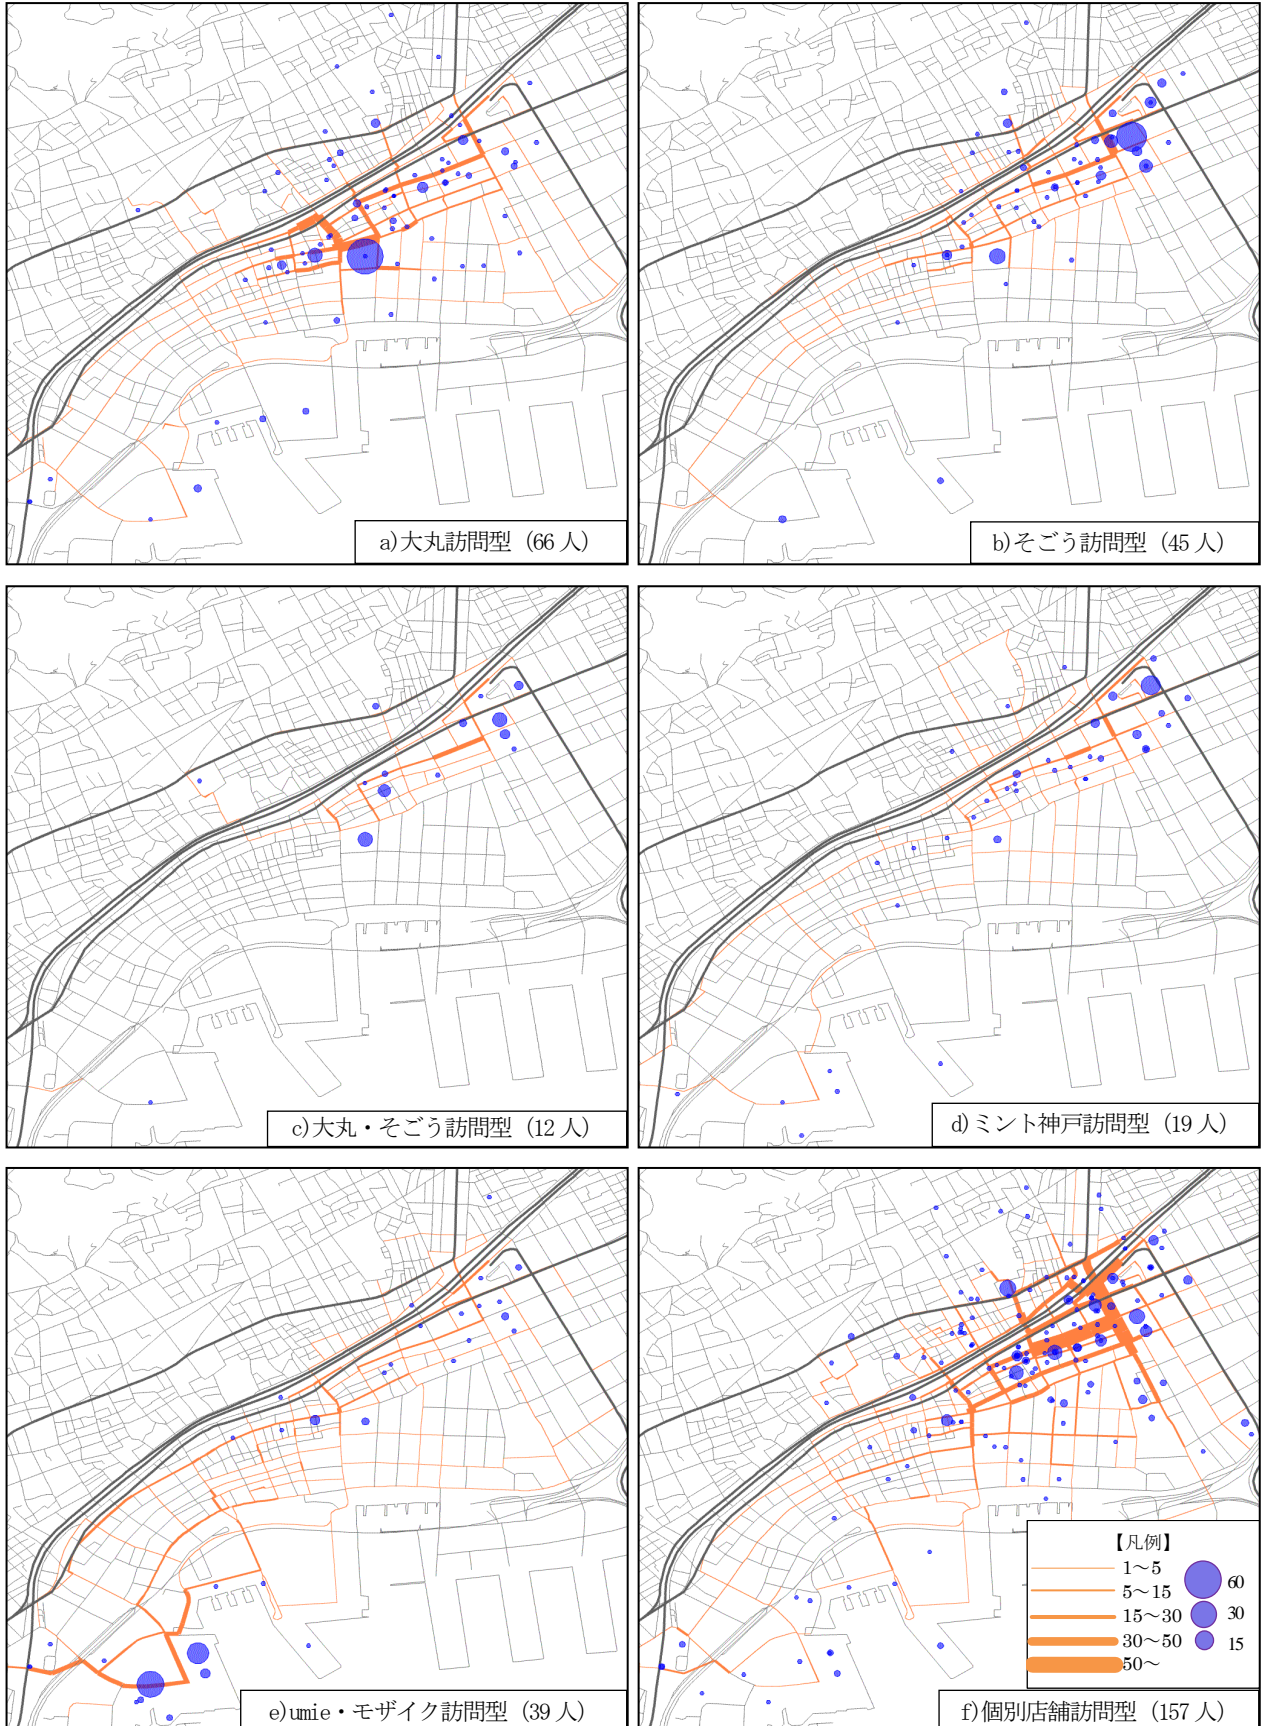 a)大丸訪問型（66 人）
b)そごう訪問型（45 人）
c)大丸・そごう訪問型（12 人）
d)ミント神戸訪問型（19 人）
e)umie・モザイク訪問型（39 人）
f)個別店舗訪問型（157 人）
【凡例】
1～5
5～15
15～30
30～50
50～
60
30
15